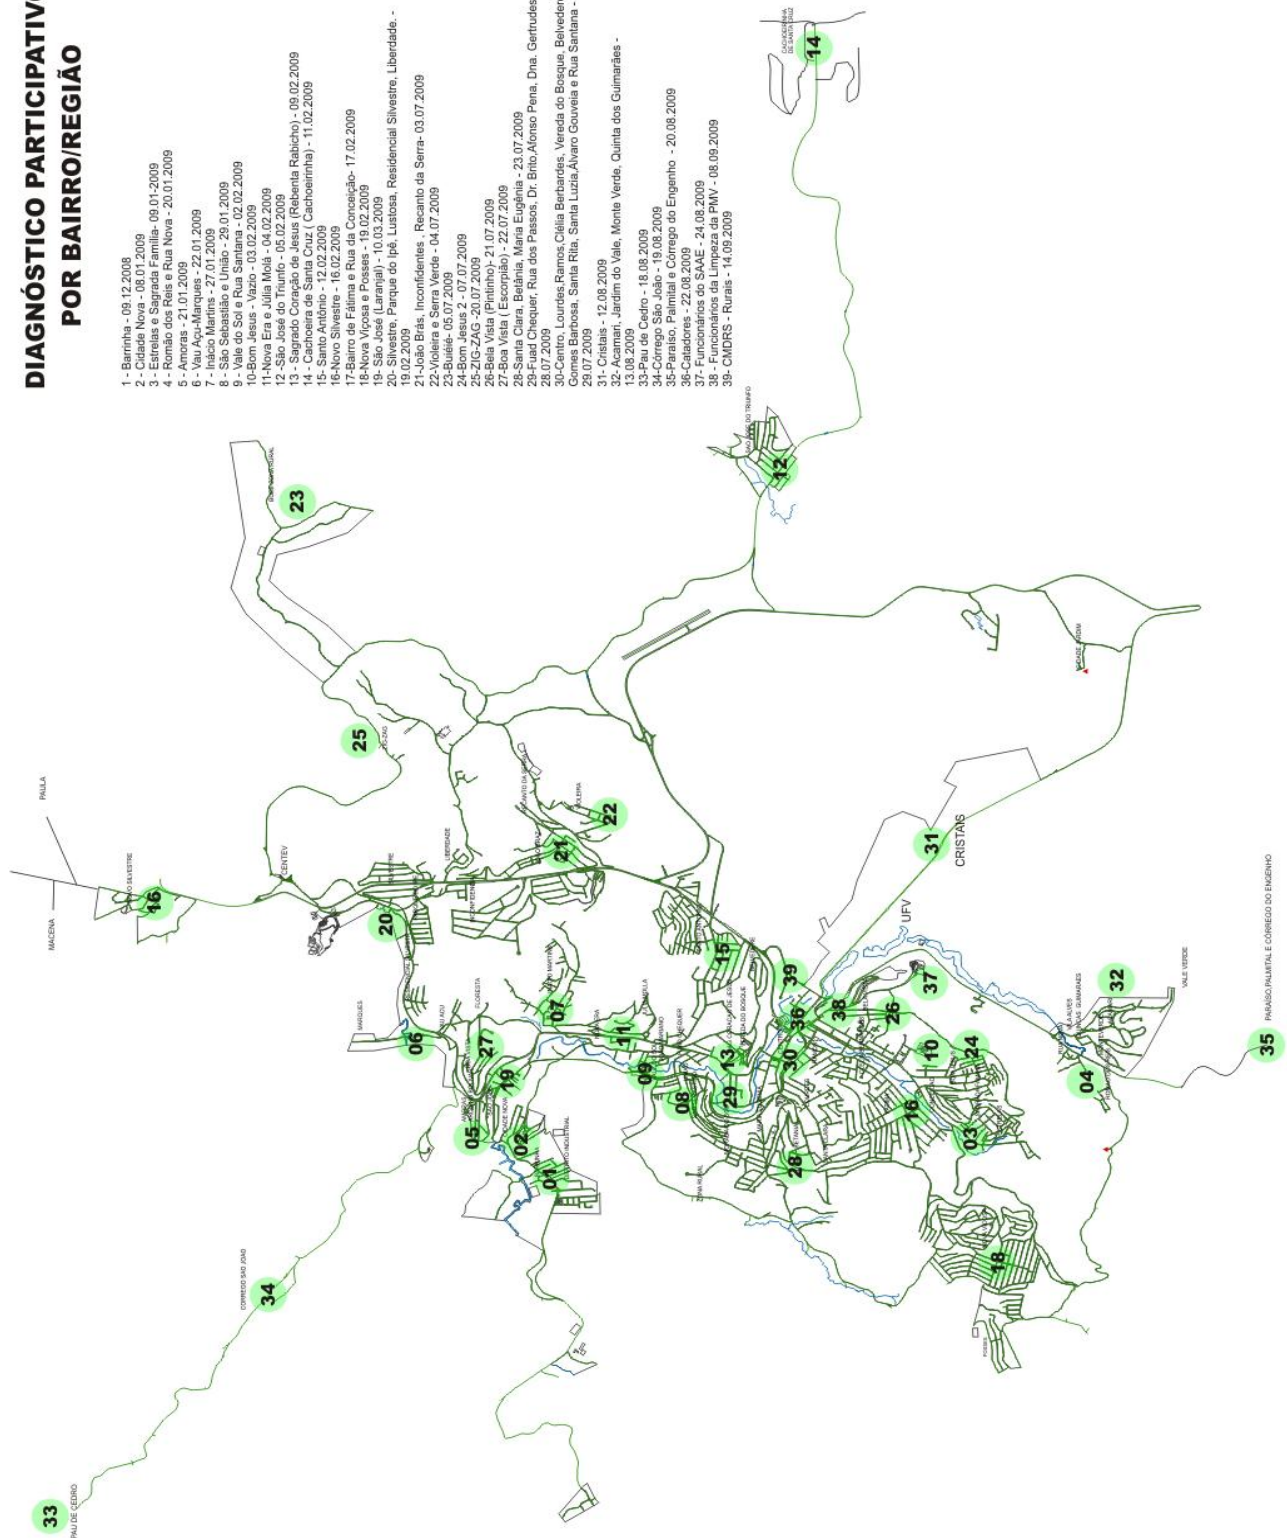 DIAGNÓSTICO PARTICIPATIV
POR BAIRRO/REGIÃO
1 - Barrinha - 09.12.2008
2 - Cidade Nova - 08.01.2009
3 - Estrelas e Sagrada Família- 09.01-2009
4 - Romão dos Reis e Rua Nova - 20.01.2009
5 - Amoras - 21.01.2009
6 - Vau Açu-Marques - 22.01.2009
7 - Inácio Martins - 27.01.2009
8 - São Sebastião e União - 29.01.2009
9 - Vale do Sol e Rua Santana - 02.02.2009
10-Bom Jesus - Vazio - 03.02.2009
11-Nova Era e Júlia Molá - 04.02.2009
12 -São José do Triunfo - 05.02.2009
13 - Sagrado Coração de Jesus (Rebenta Rabicho) - 09.02.2009
14 - Cachoeira de Santa Cruz ( Cachoeirinha) - 11.02.2009
15- Santo Antônio - 12.02.2009
16-Novo Silvestre - 16.02.2009
17-Bairro de Fátima e Rua da Conceição- 17.02.2009
18-Nova Viçosa e Posses - 19.02.2009
19- São José (Laranjal) - 10.03.2009
20- Silvestre, Parque do Ipê, Lustosa, Residencial Silvestre, Liberdade. -
19.02.2009
21-João Brás, Inconfidentes , Recanto da Serra- 03.07.2009
22-Violeira e Serra Verde - 04.07.2009
23-Buieié- 05.07.2009
24-Bom Jesus 2 - 07.07.2009
25-ZIG-ZAG -20.07.2009
26-Bela Vista (Pintinho)- 21.07.2009
27-Boa Vista ( Escorpião) - 22.07.2009
28-Santa Clara, Betânia, Maria Eugênia - 23.07.2009
29-Fuad Chequer, Rua dos Passos, Dr. Brito,Afonso Pena, Dna. Gertrudes
28.07.2009
30-Centro, Lourdes,Ramos,Clélia Berbardes, Vereda do Bosque, Belveder
Gomes Barbosa, Santa Rita, Santa Luzia,Álvaro Gouveia e Rua Santana -
29.07.2009
31- Cristais - 12.08.2009
32- Acamari, Jardim do Vale, Monte Verde, Quinta dos Guimarães -
13.08.2009
33-Pau de Cedro -18.08.2009
34-Córrego São João - 19.08.2009
35-Paraíso, Palmital e Córrego do Engenho - 20.08.2009
36-Catadores - 22.08.2009
37- Funcionários do SAAE - 24.08.2009
38 - Funcionários da Limpeza da PMV - 08.09.2009
39- CMDRS - Rurais - 14.09.2009
33
PAU DE CEDRO
34
CORREGO SAO JOAO
MACENA
PAULA
16
SILVESTRE
CENTEV
25
23
14
CACHOEIRINHA
DE SANTA CRUZ
12
SAO JOSE DO TRIUNFO
20
LIBERDADE
21
22
MARQUES
06
FLORESTA
27
19
05
02
01
07
11
09
08
13
29
15
ZONA RURAL
28
30
36
39
38
26
37
UFV
31
CRISTAIS
10
24
16
03
18
POSSES
04
32
VALE VERDE
35
PARAÍSO,PALMITAL E CÓRREGO DO ENGENHO